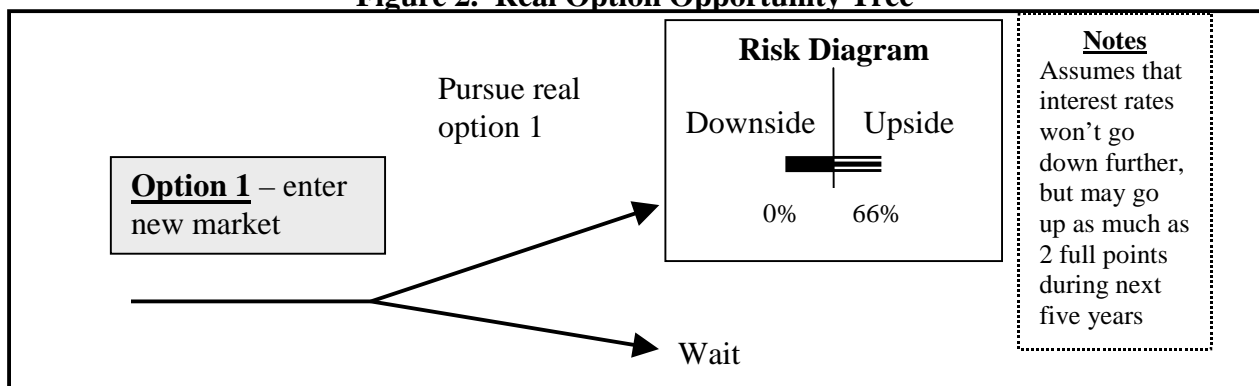 Figure 2. Real Option Opportunity Tree
Option 1 – enter
new market
Pursue real
option 1
Wait
Risk Diagram
Downside
Upside
0%
66%
Notes
Assumes that
interest rates
won’t go
down further,
but may go
up as much as
2 full points
during next
five years